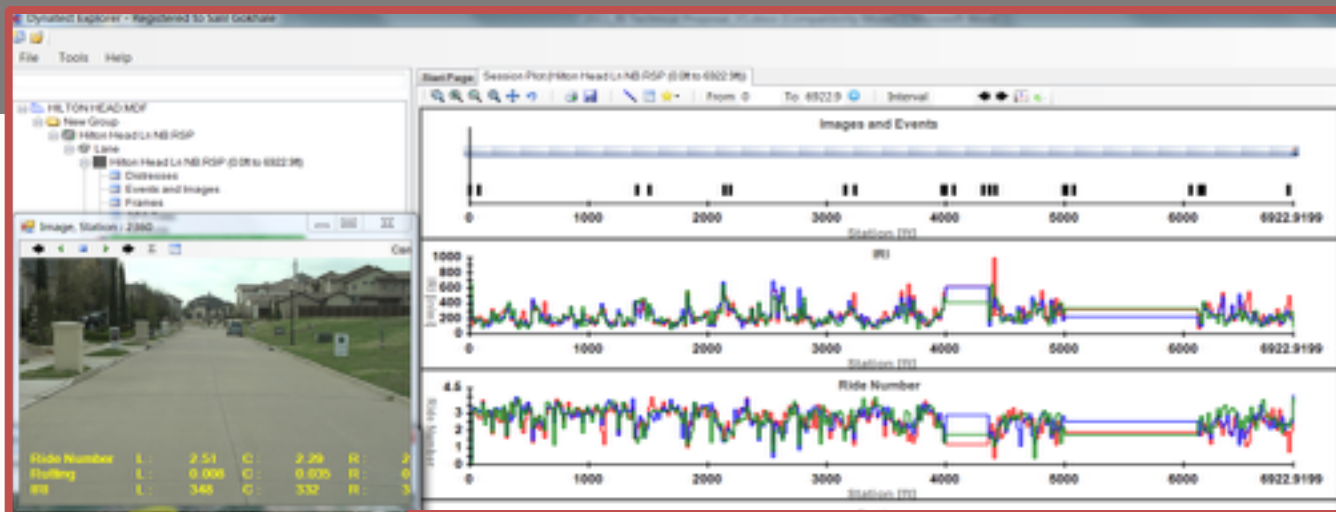 Dynatest Explorer - Registered to Salil Gokhale
File Tools Help
HILTON HEAD.MDF
New Group
Hilton Head Ln NB.RSP
Lane
Hilton Head Ln NB.RSP (0.0ft to 6922.9ft)
Distresses
Events and Images
Frames
Start Page Session Plot(Hilton Head Ln NB.RSP (0.0ft to 6922.9ft)
From: 0 To: 6922.9 Interval
Images and Events
0 1000 2000 3000 4000 5000 6000 6922.9199
Station [ft]
IRI
1000
800
600
400
200
0
0 1000 2000 3000 4000 5000 6000 6922.9199
Station [ft]
Ride Number
4.5
3
2
1
0
Ride Number
0 1000 2000 3000 4000 5000 6000 6922.9199
Station [ft]
Image, Station : 2360
Ride Number L : 2.51 C : 2.29 R :
Rutting L : 0.008 C : 0.035 R :
IRI L : 348 C : 332 R :